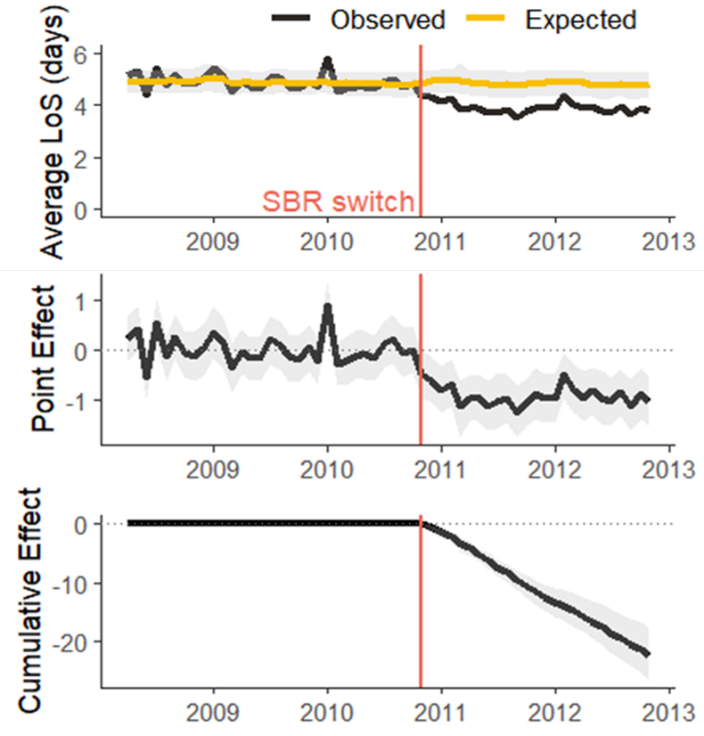 Observed Expected
Average LoS (days)
6
4
2
0
SBR switch
2009 2010 2011 2012 2013
Point Effect
1
0
-1
2009 2010 2011 2012 2013
Cumulative Effect
0
-10
-20
2009 2010 2011 2012 2013